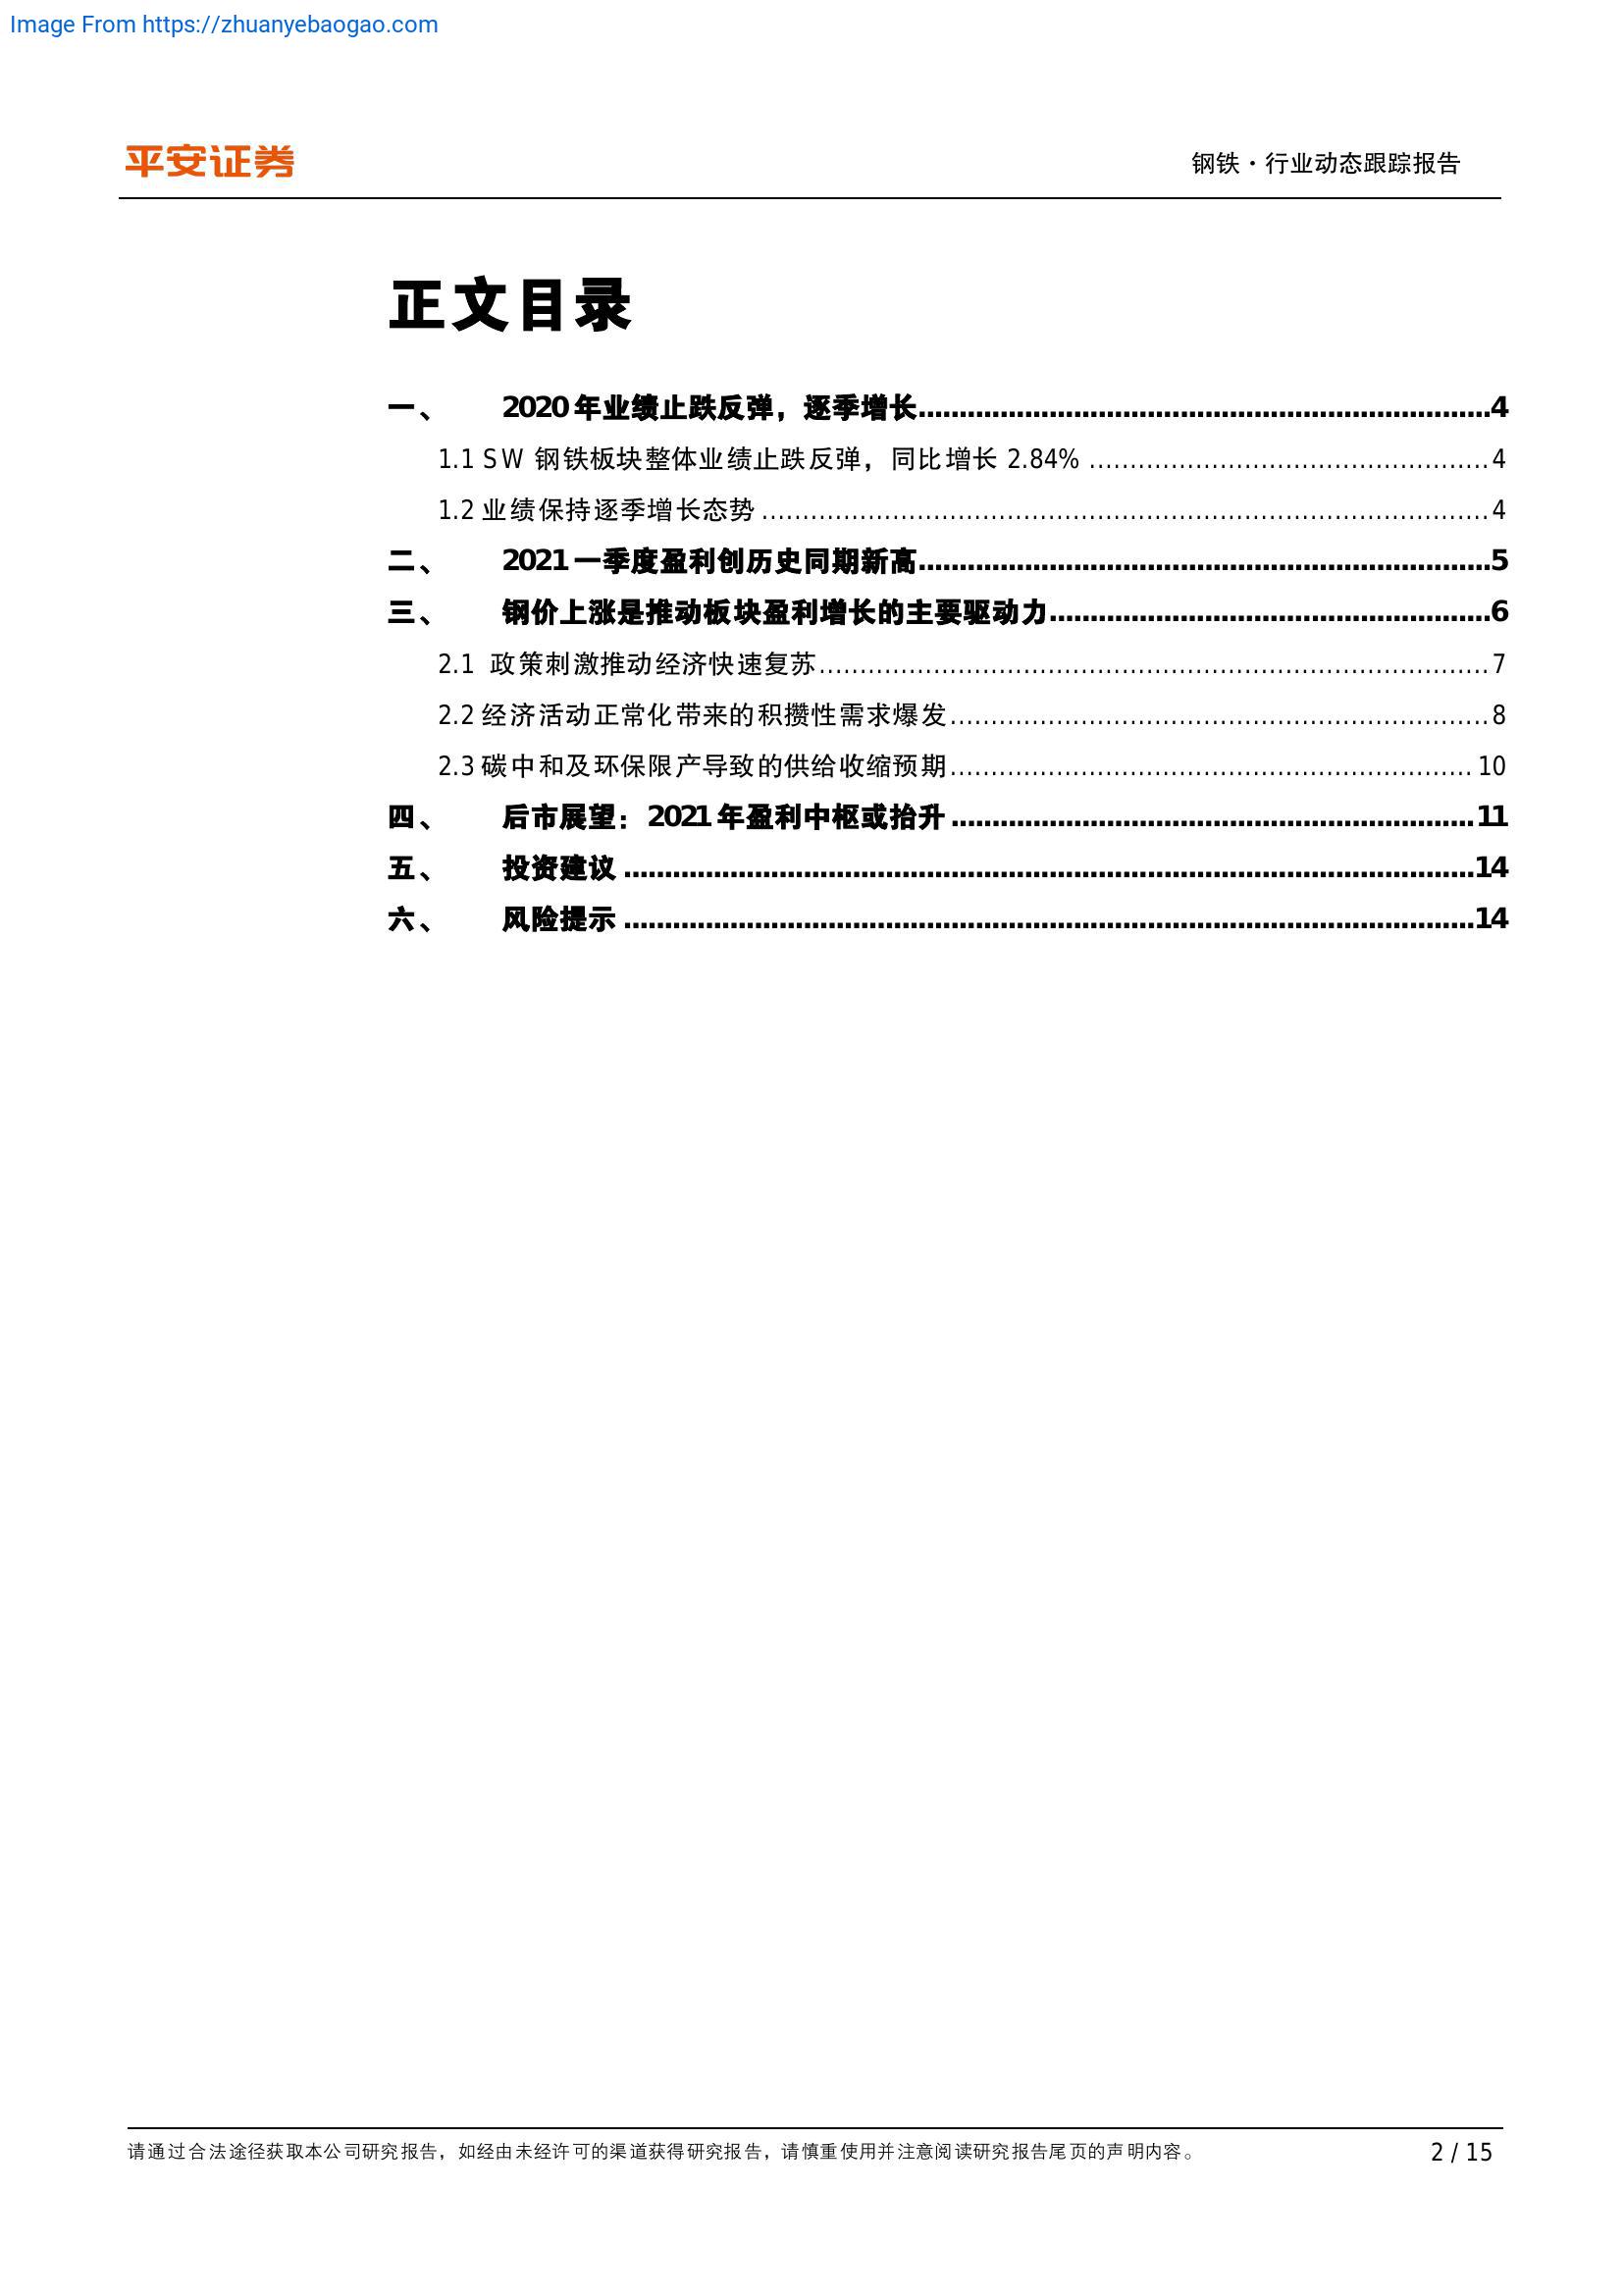 Image From https://zhuanyebaogao.com
平安证券
钢铁·行业动态跟踪报告
正文目录
一、 2020 年业绩止跌反弹，逐季增长................................................................4
1.1 SW 钢铁板块整体业绩止跌反弹，同比增长 2.84% ................................................4
1.2 业绩保持逐季增长态势 ........................................................................................4
二、 2021 一季度盈利创历史同期新高................................................................5
三、 钢价上涨是推动板块盈利增长的主要驱动力................................................6
2.1 政策刺激推动经济快速复苏................................................................................7
2.2 经济活动正常化带来的积攒性需求爆发................................................................8
2.3 碳中和及环保限产导致的供给收缩预期................................................................ 10
四、 后市展望：2021 年盈利中枢或抬升 ................................................................ 11
五、 投资建议 ........................................................................................................14
六、 风险提示 ........................................................................................................14
请通过合法途径获取本公司研究报告，如经由未经许可的渠道获得研究报告，请慎重使用并注意阅读研究报告尾页的声明内容。
2 / 15